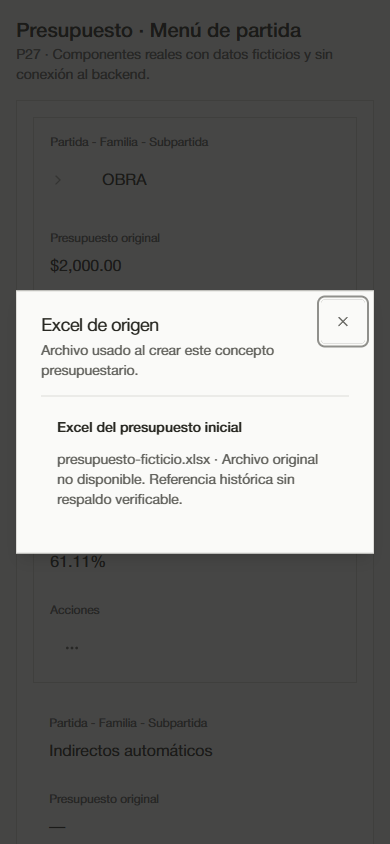 Presupuesto · Menú de partida
P27 · Componentes reales con datos ficticios y sin
conexión al backend.
Partida - Familia - Subpartida
OBRA
Presupuesto original
$2,000.00
Excel de origen
Archivo usado al crear este concepto
presupuestario.
Excel del presupuesto inicial
presupuesto-ficticio.xlsx · Archivo original
no disponible. Referencia histórica sin
respaldo verificable.
61.11%
Acciones
...
Partida - Familia - Subpartida
Indirectos automáticos
Presupuesto original
—